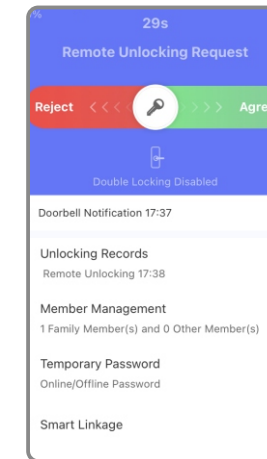 29s
Remote Unlocking Request
Reject
Agre
Double Locking Disabled
Doorbell Notification 17:37
Unlocking Records
Remote Unlocking 17:38
Member Management
1 Family Member(s) and 0 Other Member(s)
Temporary Password
Online/Offline Password
Smart Linkage